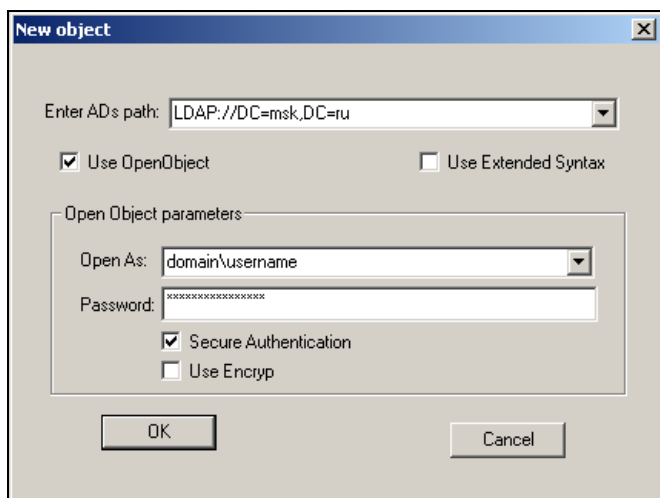 New object
Enter ADs path: LDAP://DC=msk,DC=ru
Use OpenObject Use Extended Syntax
Open Object parameters
Open As: domain\username
Password: ****************
Secure Authentication
Use Encryp
OK Cancel